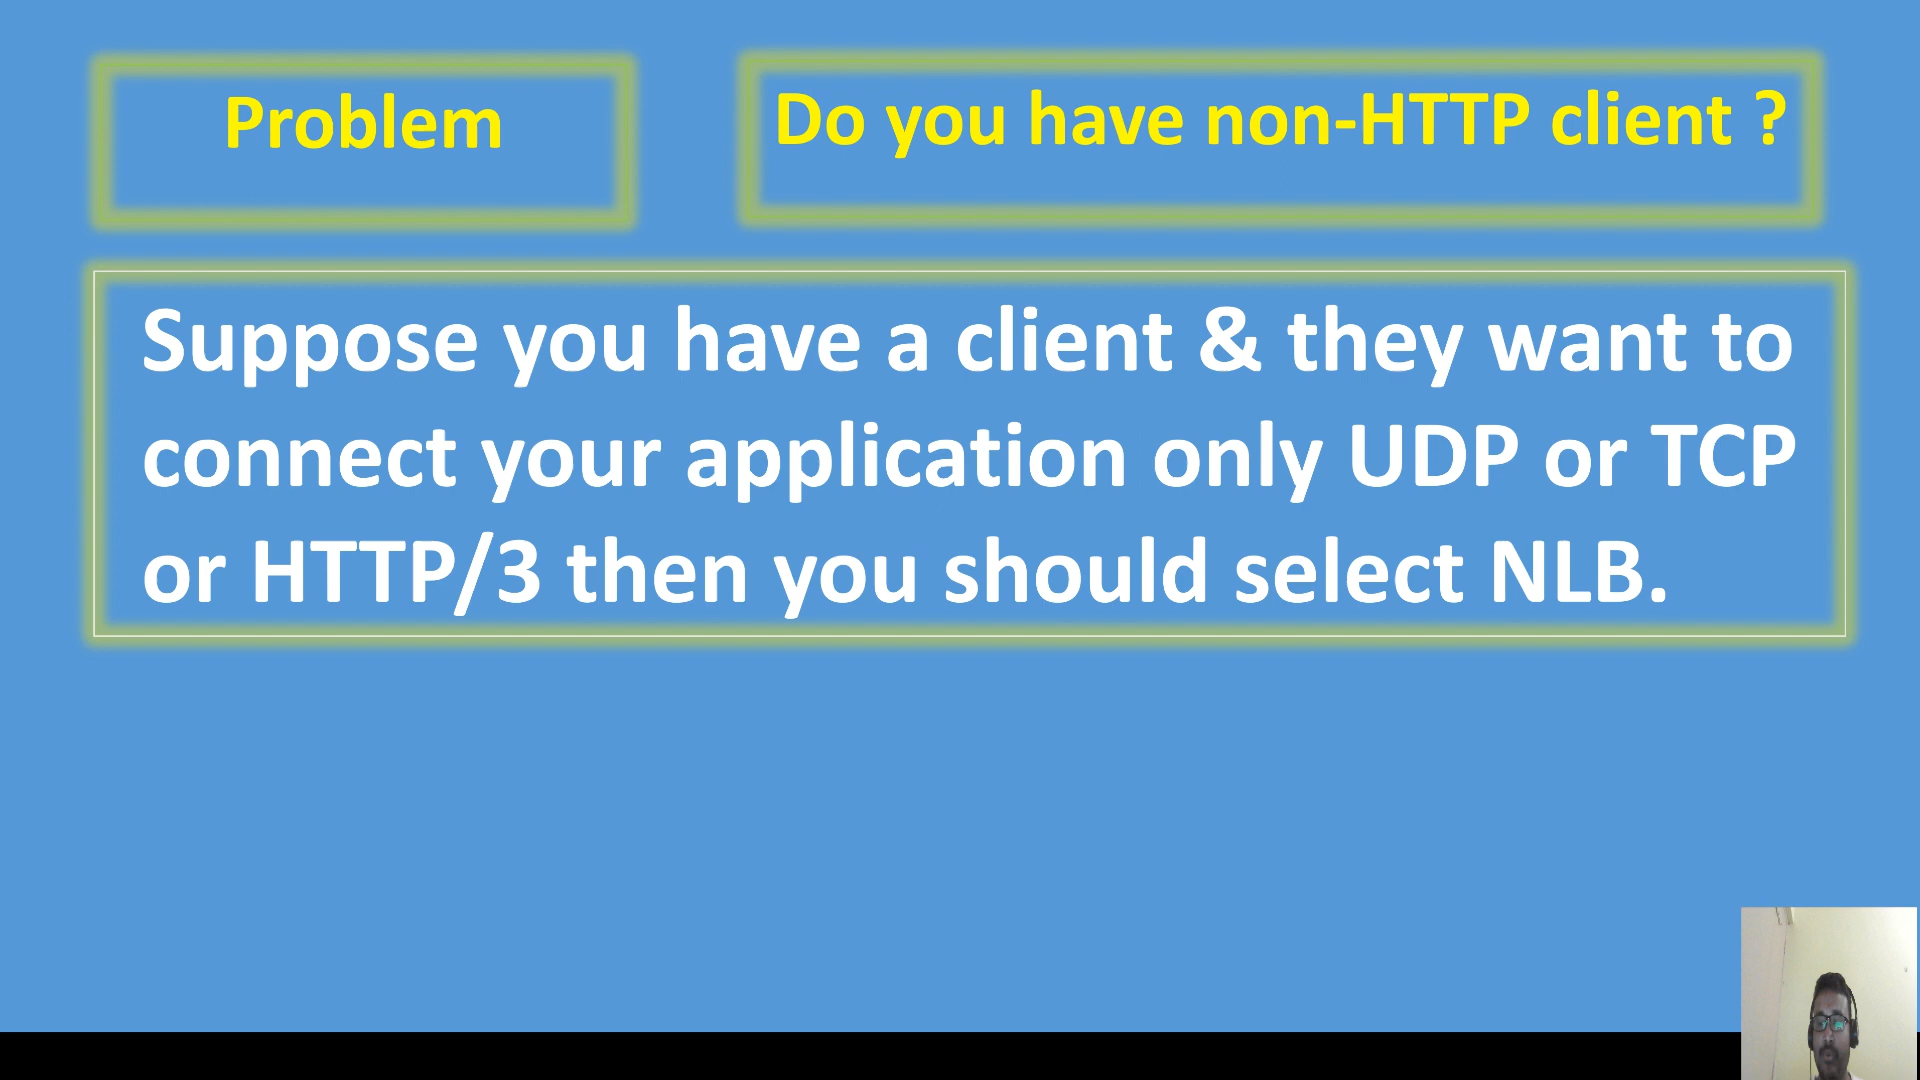 Problem
Do you have non-HTTP client ?
Suppose you have a client & they want to
connect your application only UDP or TCP
or HTTP/3 then you should select NLB.